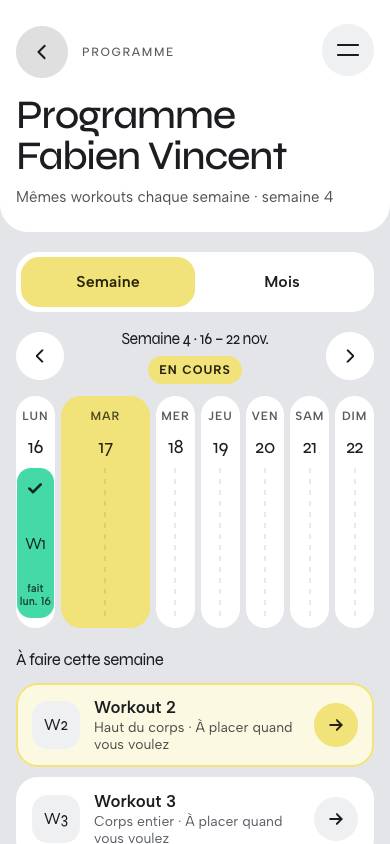 PROGRAMME
Programme
Fabien Vincent
Mêmes workouts chaque semaine · semaine 4
Semaine
Mois
Semaine 4 · 16 – 22 nov.
EN COURS
LUN
MAR
MER
JEU
VEN
SAM
DIM
16
17
18
19
20
21
22
W1
fait
lun. 16
À faire cette semaine
W2
Workout 2
Haut du corps · À placer quand
vous voulez
W3
Workout 3
Corps entier · À placer quand
vous voulez